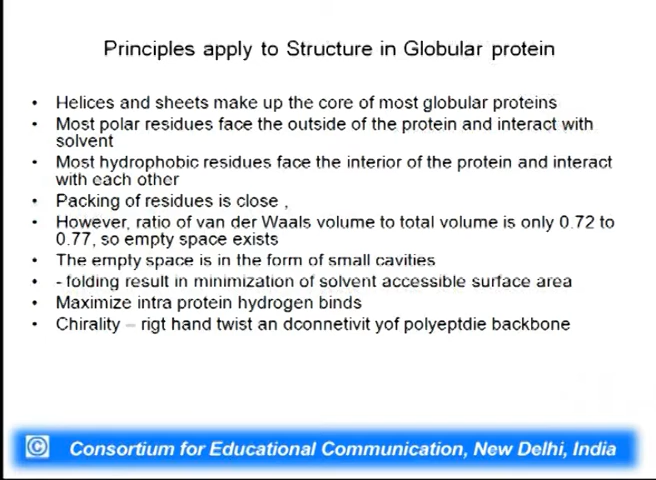 Principles apply to Structure in Globular protein
• Helices and sheets make up the core of most globular proteins
• Most polar residues face the outside of the protein and interact with
solvent
• Most hydrophobic residues face the interior of the protein and interact
with each other
• Packing of residues is close ,
• However, ratio of van der Waals volume to total volume is only 0.72 to
0.77, so empty space exists
• The empty space is in the form of small cavities
• - folding result in minimization of solvent accessible surface area
• Maximize intra protein hydrogen binds
• Chirality – rigt hand twist an dconnetivit yof polyeptdie backbone
© Consortium for Educational Communication, New Delhi, India